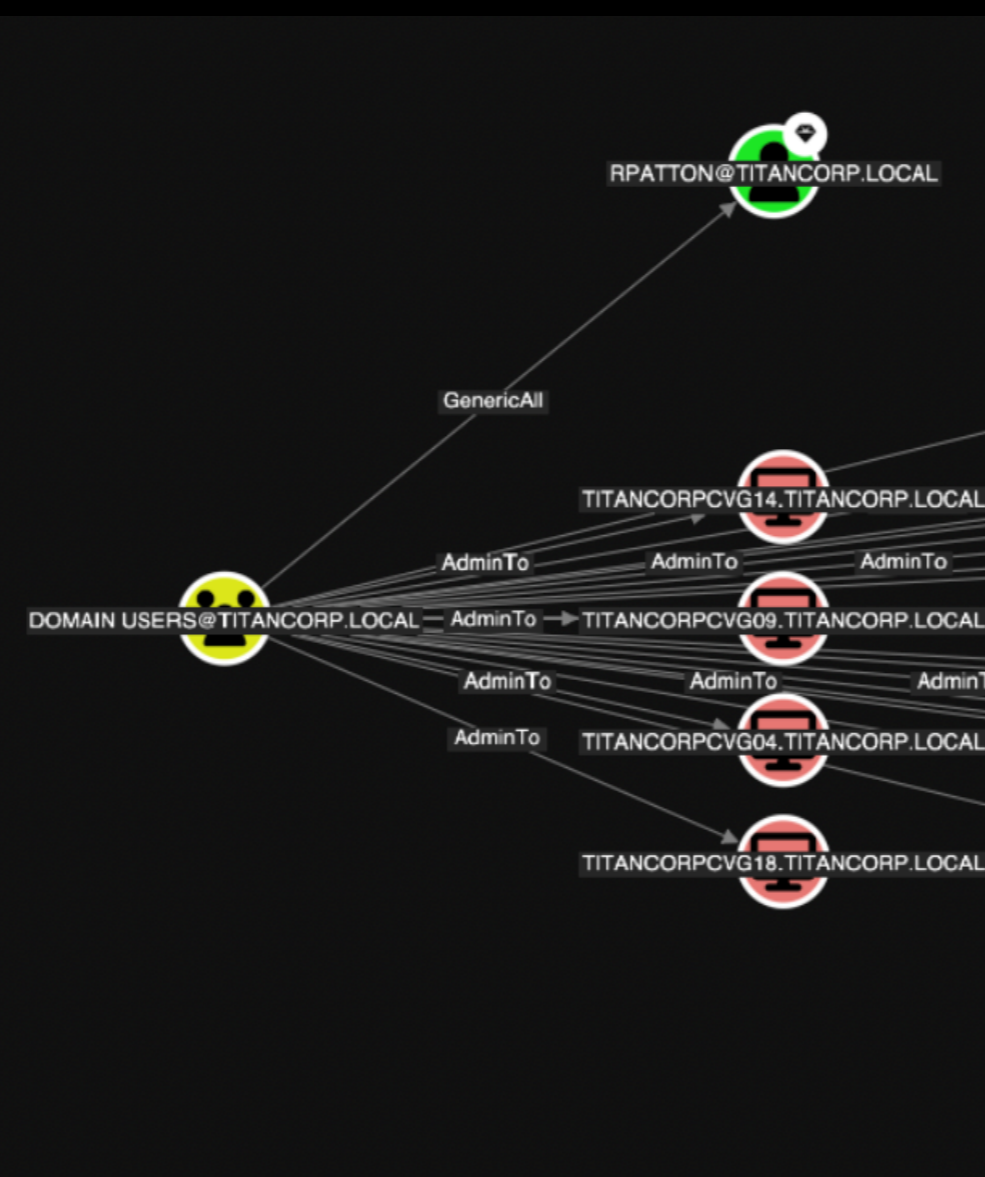 RPATTON@TITANCORP.LOCAL
GenericAll
TITANCORPCVG14.TITANCORP.LOCAL
AdminTo
AdminTo
AdminTo
DOMAIN USERS@TITANCORP.LOCAL
AdminTo
TITANCORPCVG09.TITANCORP.LOCAL
AdminTo
AdminTo
AdminT
AdminTo
TITANCORPCVG04.TITANCORP.LOCAL
TITANCORPCVG18.TITANCORP.LOCAL